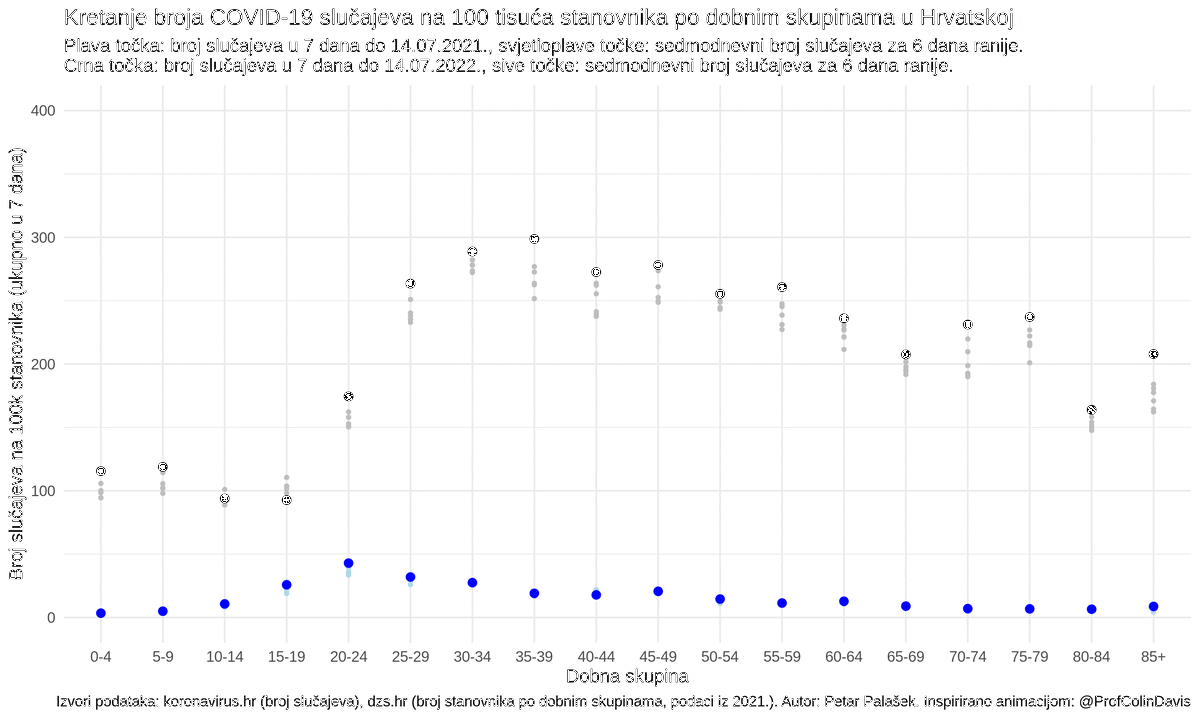 Kretanje broja COVID-19 slučajeva na 100 tisuća stanovnika po dobnim skupinama u Hrvatskoj
Plava točka: broj slučajeva u 7 dana do 14.07.2021., svjetloplave točke: sedmodnevni broj slučajeva za 6 dana ranije.
Crna točka: broj slučajeva u 7 dana do 14.07.2022., sive točke: sedmodnevni broj slučajeva za 6 dana ranije.
Broj slučajeva na 100k stanovnika (ukupno u 7 dana)
400
300
200
100
0
0-4 5-9 10-14 15-19 20-24 25-29 30-34 35-39 40-44 45-49 50-54 55-59 60-64 65-69 70-74 75-79 80-84 85+
Dobna skupina
Izvori podataka: koronavirus.hr (broj slučajeva), dzs.hr (broj stanovnika po dobnim skupinama, podaci iz 2021.). Autor: Petar Palašek. Inspirirano animacijom: @ProfColinDavis